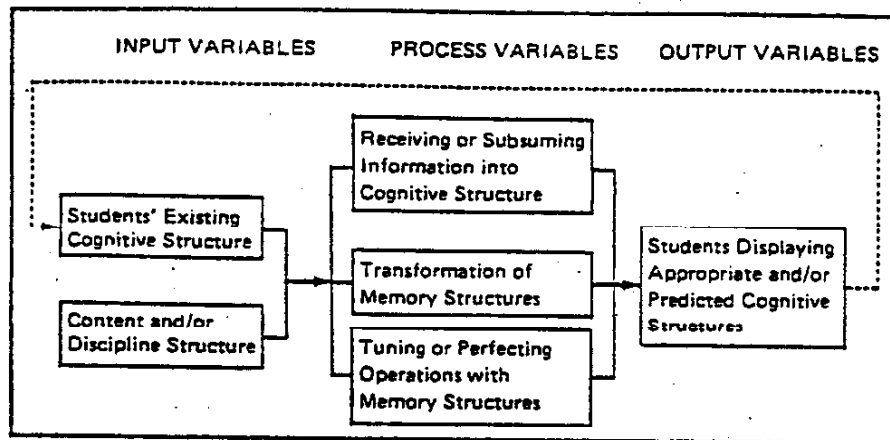 INPUT VARIABLES
PROCESS VARIABLES
OUTPUT VARIABLES
Receiving or Subsuming
Information into
Cognitive Structure
Students' Existing
Cognitive Structure
Content and/or
Discipline Structure
Transformation of
Memory Structures
Tuning or Perfecting
Operations with
Memory Structures
Students Displaying
Appropriate and/or
Predicted Cognitive
Structures